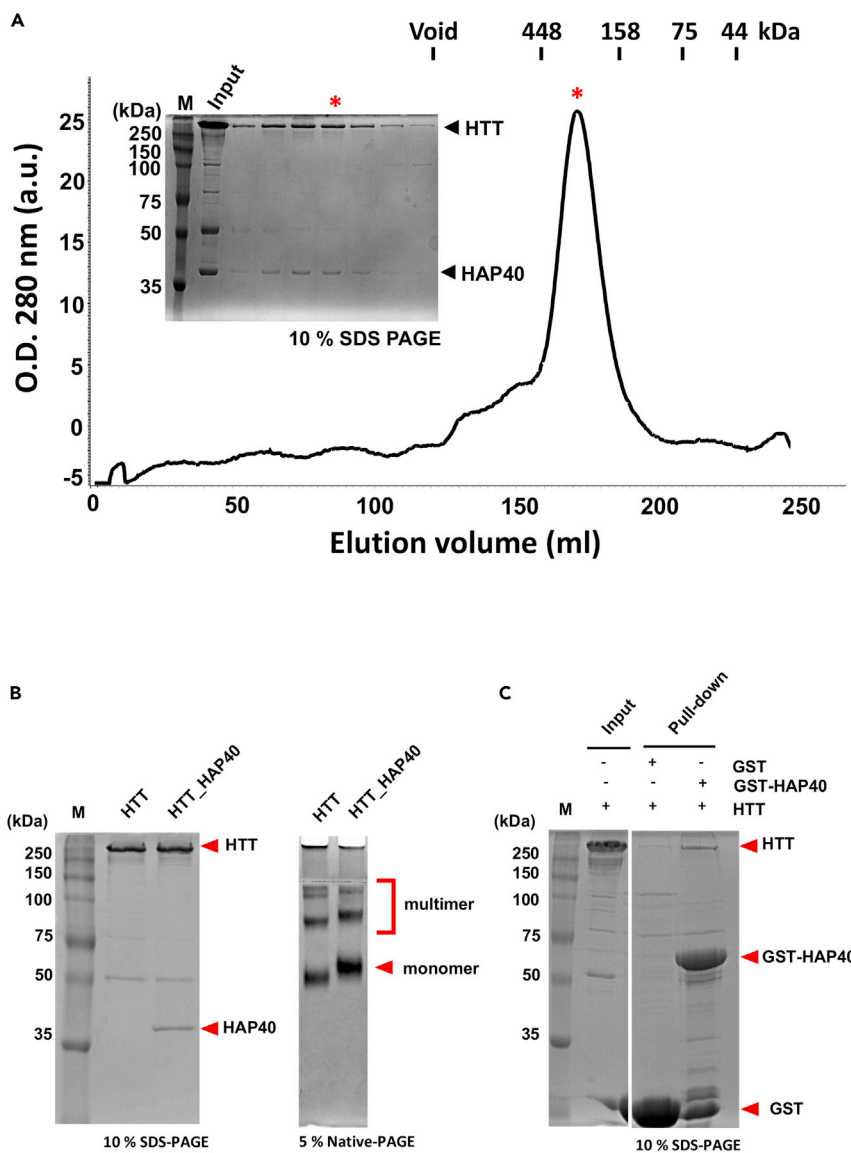 A
Void 448 158 75 44 kDa
*
O.D. 280 nm (a.u.)
25
20
15
10
5
0
-5
(kDa) M Input *
250
150
100
75
50
35
HTT
HAP40
10 % SDS PAGE
0 50 100 150 200 250
Elution volume (ml)
B
M HTT HTT_HAP40
(kDa)
250
150
100
75
50
35
HTT
HAP40
10 % SDS-PAGE
HTT HTT_HAP40
multimer
monomer
5 % Native-PAGE
C
Input Pull-down
- + - GST
- - + GST-HAP40
M + + + HTT
(kDa)
250
150
100
75
50
35
HTT
GST-HAP40
GST
10 % SDS-PAGE